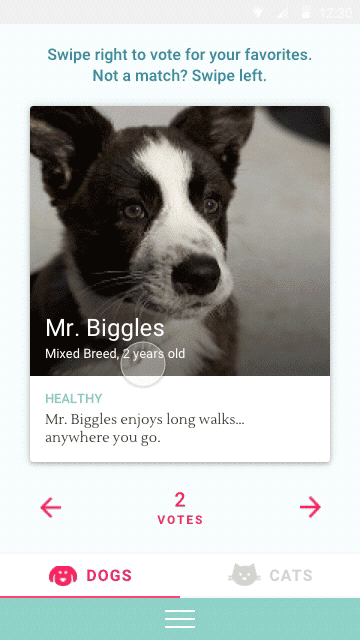 12:30
Swipe right to vote for your favorites.
Not a match? Swipe left.
Mr. Biggles
Mixed Breed, 2 years old
HEALTHY
Mr. Biggles enjoys long walks...
anywhere you go.
2
VOTES
DOGS
CATS